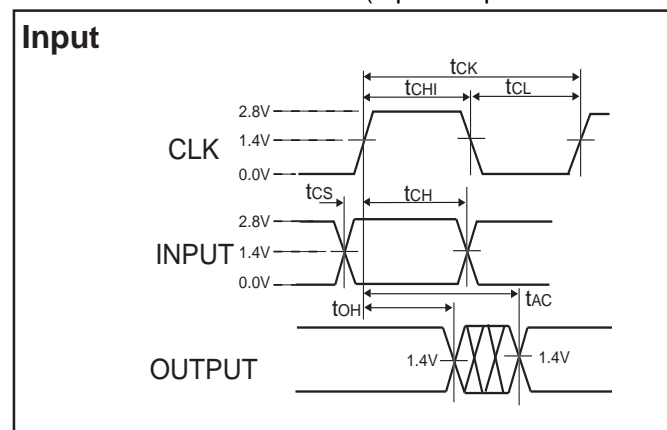 Input
tCK
tCHI
tCL
2.8V
CLK
1.4V
0.0V
tCS
tCH
2.8V
INPUT
1.4V
0.0V
tOH
tAC
1.4V
1.4V
OUTPUT